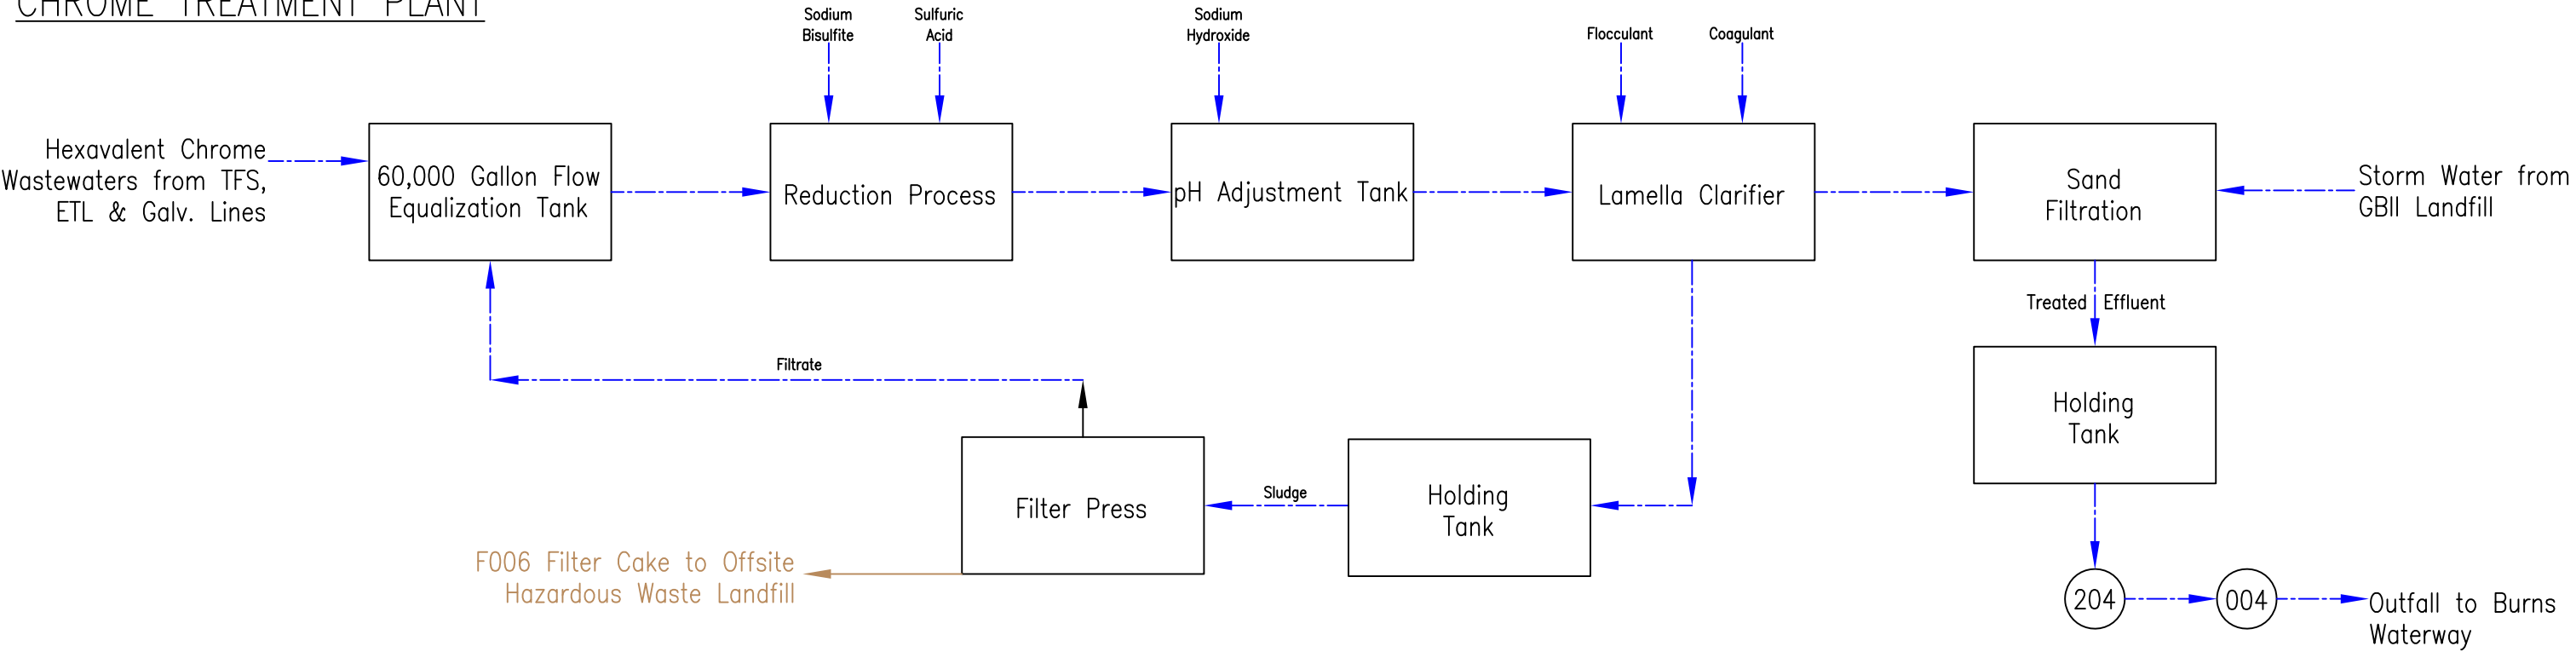 CHROME TREATMENT PLANT
Sodium
Bisulfite
Sulfuric
Acid
Sodium
Hydroxide
Flocculant
Coagulant
Hexavalent Chrome
Wastewaters from TFS,
ETL & Galv. Lines
60,000 Gallon Flow
Equalization Tank
Reduction Process
pH Adjustment Tank
Lamella Clarifier
Sand
Filtration
Storm Water from
GBII Landfill
Treated Effluent
Filtrate
Holding
Tank
Filter Press
Sludge
Holding
Tank
F006 Filter Cake to Offsite
Hazardous Waste Landfill
204
004
Outfall to Burns
Waterway